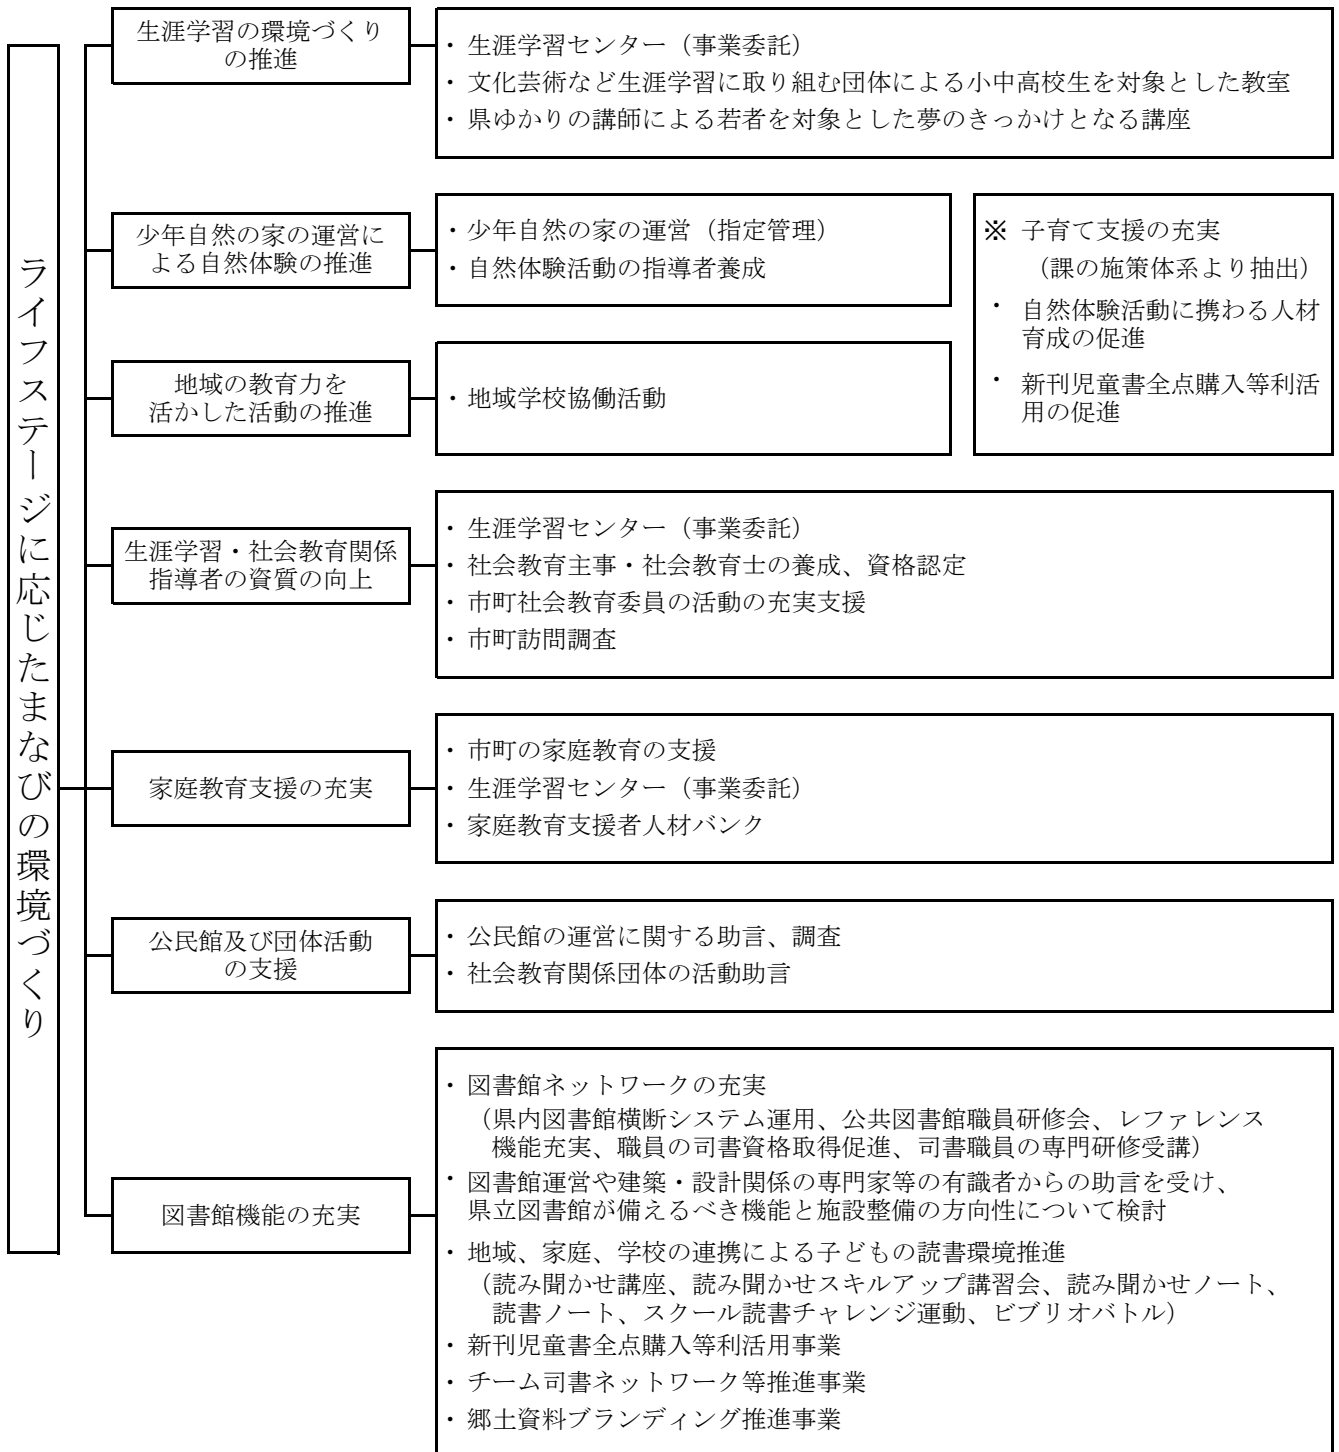 ライフステージに応じたまなびの環境づくり
生涯学習の環境づくり
の推進
・ 生涯学習センター（事業委託）
・ 文化芸術など生涯学習に取り組む団体による小中高校生を対象とした教室
・ 県ゆかりの講師による若者を対象とした夢のきっかけとなる講座
少年自然の家の運営に
よる自然体験の推進
・ 少年自然の家の運営（指定管理）
・ 自然体験活動の指導者養成
※ 子育て支援の充実
（課の施策体系より抽出）
・ 自然体験活動に携わる人材
育成の促進
・ 新刊児童書全点購入等利活
用の促進
地域の教育力を
活かした活動の推進
・ 地域学校協働活動
生涯学習・社会教育関係
指導者の資質の向上
・ 生涯学習センター（事業委託）
・ 社会教育主事・社会教育士の養成、資格認定
・ 市町社会教育委員の活動の充実支援
・ 市町訪問調査
家庭教育支援の充実
・ 市町の家庭教育の支援
・ 生涯学習センター（事業委託）
・ 家庭教育支援者人材バンク
公民館及び団体活動
の支援
・ 公民館の運営に関する助言、調査
・ 社会教育関係団体の活動助言
図書館機能の充実
・ 図書館ネットワークの充実
（県内図書館横断システム運用、公共図書館職員研修会、レファレンス
機能充実、職員の司書資格取得促進、司書職員の専門研修受講）
・ 図書館運営や建築・設計関係の専門家等の有識者からの助言を受け、
県立図書館が備えるべき機能と施設整備の方向性について検討
・ 地域、家庭、学校の連携による子どもの読書環境推進
（読み聞かせ講座、読み聞かせスキルアップ講習会、読み聞かせノート、
読書ノート、スクール読書チャレンジ運動、ビブリオバトル）
・ 新刊児童書全点購入等利活用事業
・ チーム司書ネットワーク等推進事業
・ 郷土資料ブランディング推進事業